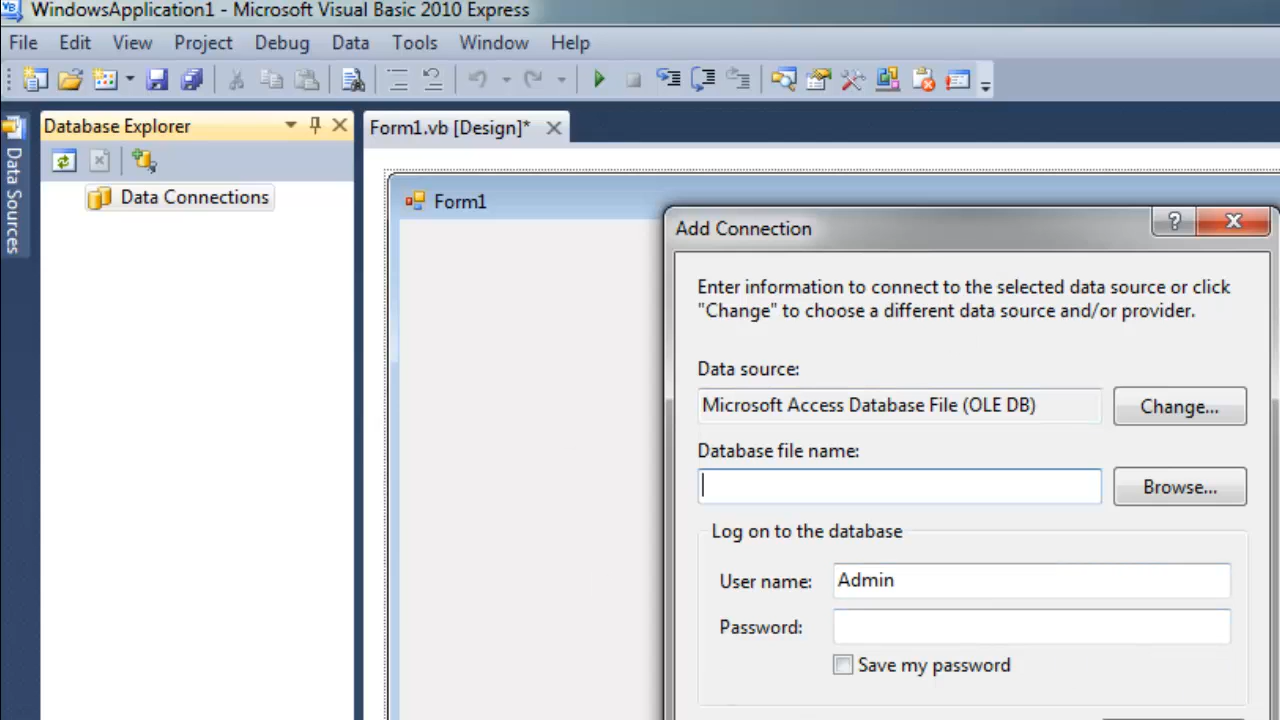 WindowsApplication1 - Microsoft Visual Basic 2010 Express
File Edit View Project Debug Data Tools Window Help
Data Sources
Database Explorer
Data Connections
Form1.vb [Design]*
Form1
Add Connection
Enter information to connect to the selected data source or click
"Change" to choose a different data source and/or provider.
Data source:
Microsoft Access Database File (OLE DB)
Change...
Database file name:
Browse...
Log on to the database
User name:
Admin
Password:
Save my password